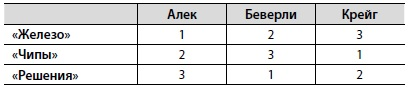 Алек Беверли Крейг
«Железо» 1 2 3
«Чипы» 2 3 1
«Решения» 3 1 2